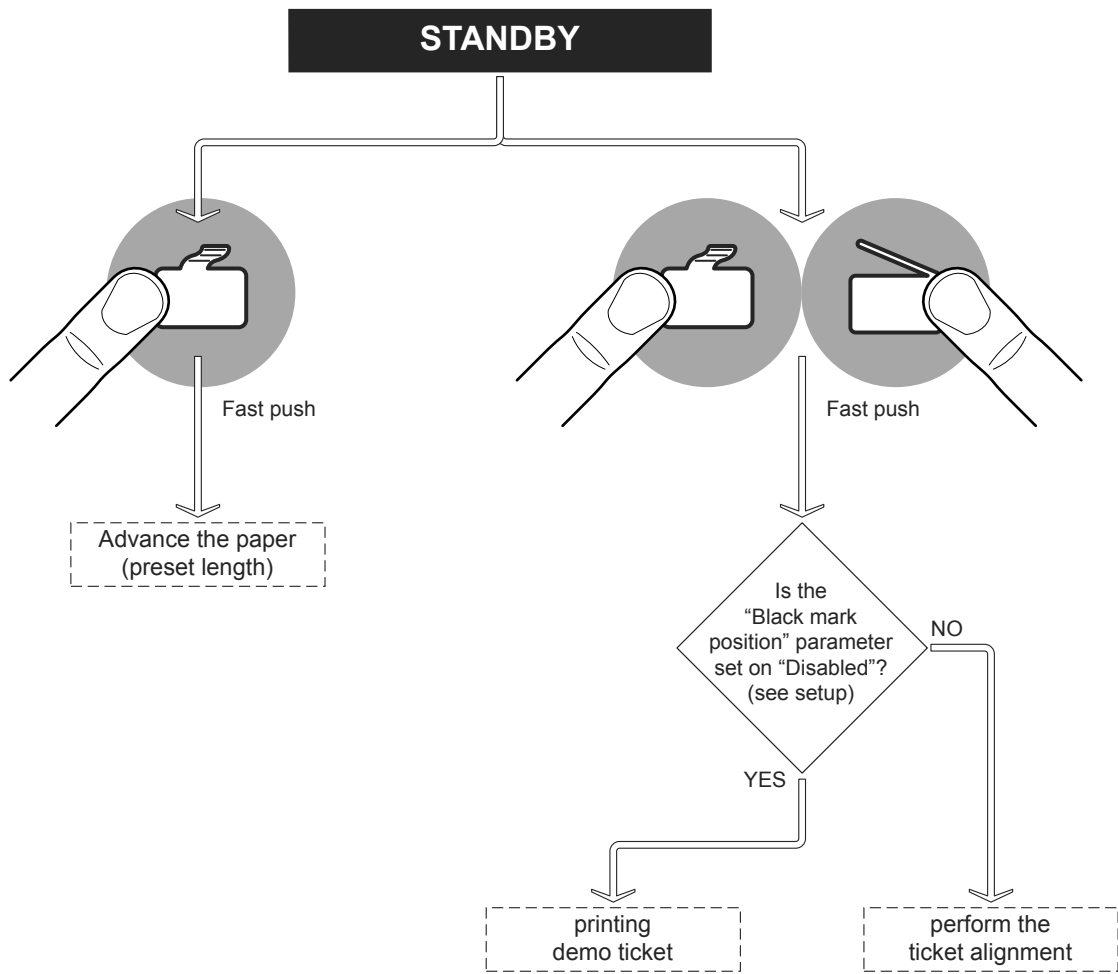 STANDBY
Fast push
Fast push
Advance the paper
(preset length)
Is the
“Black mark
position” parameter
set on “Disabled”?
(see setup)
NO
YES
printing
demo ticket
perform the
ticket alignment